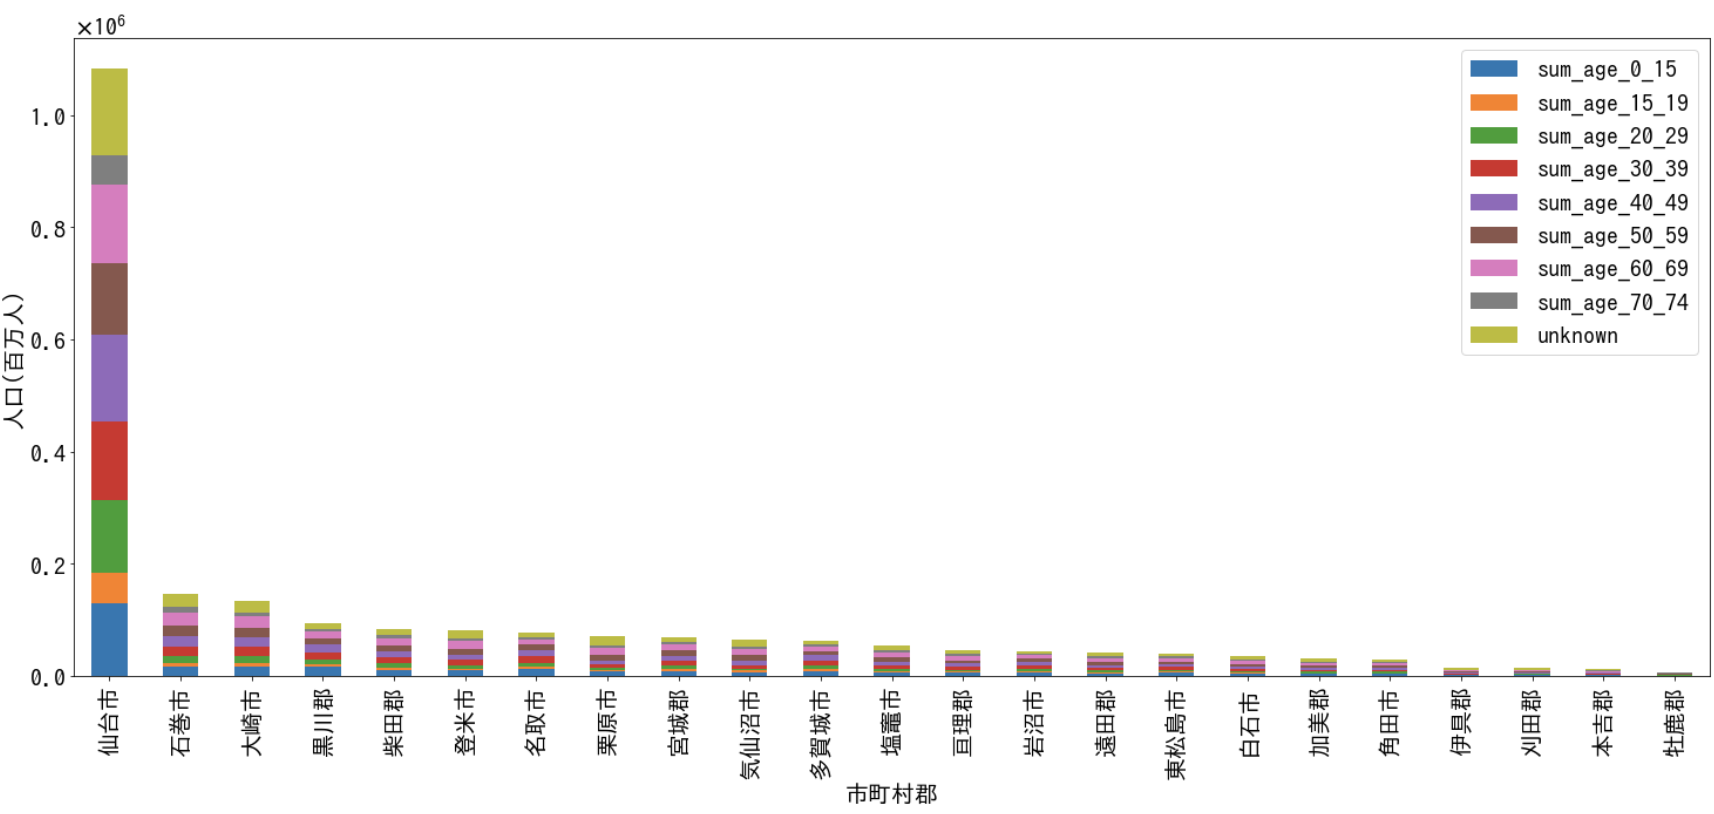 ×10⁶
1.0
0.8
0.6
0.4
0.2
0.0
人口(百万人)
sum_age_0_15
sum_age_15_19
sum_age_20_29
sum_age_30_39
sum_age_40_49
sum_age_50_59
sum_age_60_69
sum_age_70_74
unknown
仙台市
石巻市
大崎市
黒川郡
柴田郡
登米市
名取市
栗原市
宮城郡
気仙沼市
多賀城市
塩竈市
亘理郡
岩沼市
遠田郡
東松島市
白石市
加美郡
角田市
伊具郡
刈田郡
本吉郡
牡鹿郡
市町村郡